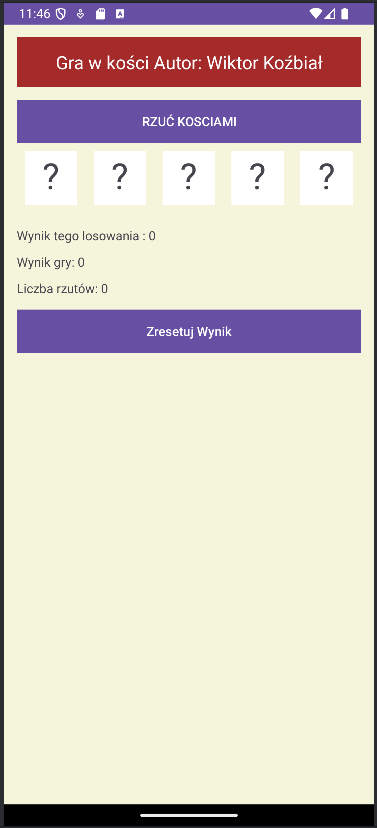 11:46
Gra w kości Autor: Wiktor Koźbiał
RZUĆ KOSCIAMI
? ? ? ? ?
Wynik tego losowania : 0
Wynik gry: 0
Liczba rzutów: 0
Zresetuj Wynik